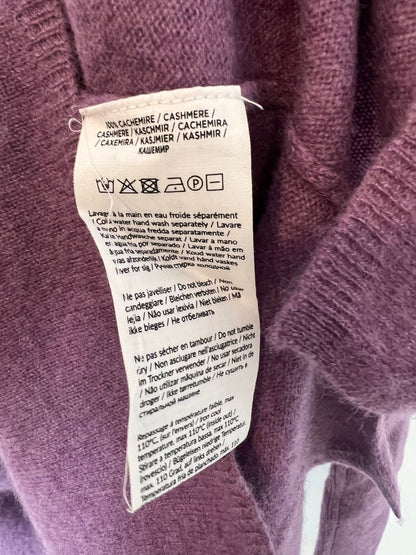 100% CACHEMIRE / CASHMERE /
CASHMERE / KASCHMIR / CACHEMIRA
/ CAXEMIRA / KASJMIER / KASHMIR /
КАШЕМИР
Lavage à la main en eau froide séparément
/ Cold water hand wash separately / Lavare
a mano in acqua fredda separatamente /
Kalte Handwäsche separat / Lavar a mano
en agua fría por separado / Lavar à mão
água fria separadamente / Koud water hand
was afzonderlijk / Koldt vand hånd vaskes
hver for sig / Ручна стирка холодной
Ne pas javelliser / Do not bleach / Non
candeggiare / Bleichen verboten / No usar
lejía / Não usar lexívia / Niet bleken / Må
ikke bleges / Не отбеливать
Ne pas sécher en tambour / Do not tumble
dry / Non asciugare nell'asciugatrice / Nicht
im Trockner verwenden / No usar secadora
/ Não utilizar máquina de secar / Niet in de
droger / Ikke tørretumble / Не сушить в
стиральной машине
Repassage à température faible, max
110°C, (sur l'envers) / Iron cool
temperature, max 110°C (inside out) /
Stirare a temperatura bassa, max 110°C
(rovescio) / Bügeleisen niedrige Temperatur,
max. 110 Grad, auf links drehen /
Temperatura fría de planchado, máx. 110